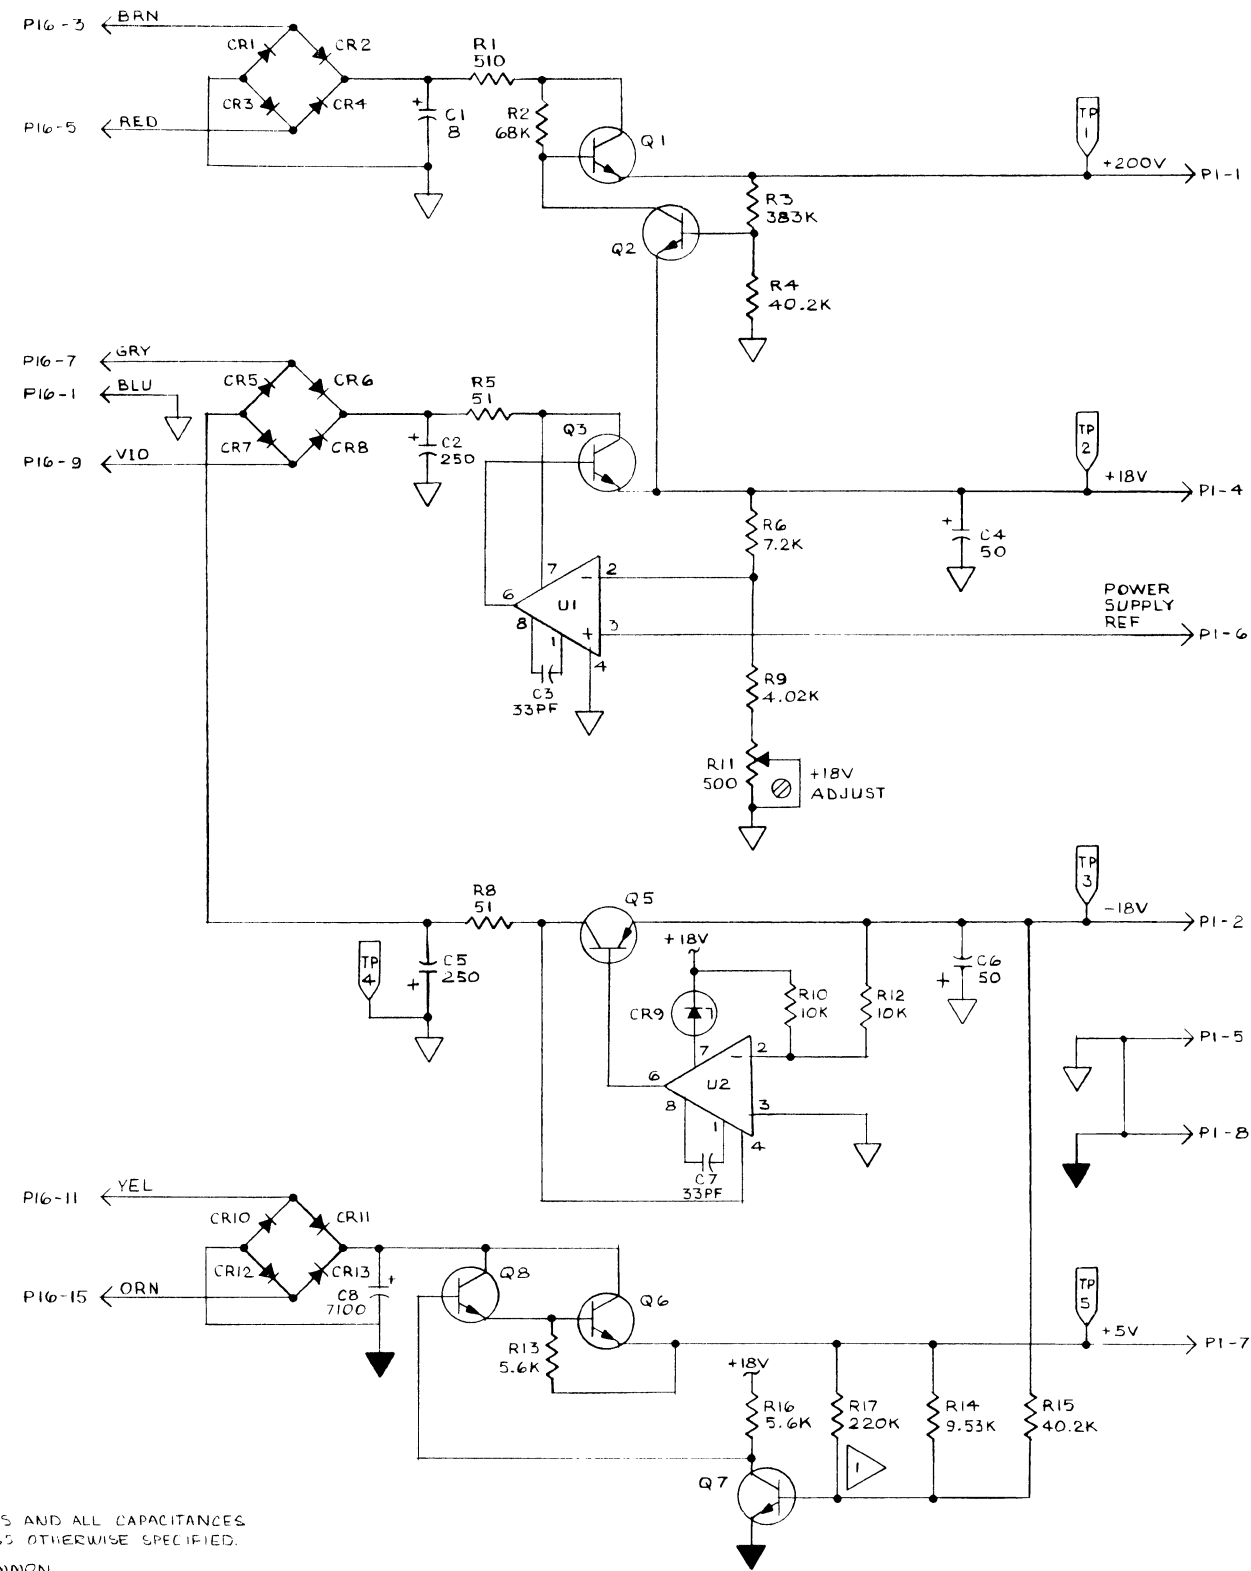 P16-3 BRN
CR1
CR2
CR3
CR4
P16-5 RED
R1
510
+
C1
8
R2
68K
Q1
TP
1
+200V
P1-1
R3
383K
Q2
R4
40.2K
P16-7 GRY
P16-1 BLU
P16-9 VIO
CR5
CR6
CR7
CR8
R5
51
+
C2
250
Q3
TP
2
+18V
P1-4
R6
7.2K
+
C4
50
7
- 2
6
U1
8
1
+ 3
4
C3
33PF
POWER
SUPPLY
REF
P1-6
R9
4.02K
R11
500
+18V
ADJUST
R8
51
Q5
TP
3
-18V
P1-2
TP
4
+
C5
250
+18V
CR9
R10
10K
R12
10K
+
C6
50
7
- 2
6
U2
8
1
3
4
C7
33PF
P1-5
P1-8
P16-11 YEL
CR10
CR11
CR12
CR13
P16-15 ORN
+
C8
7100
Q8
Q6
R13
5.6K
TP
5
+5V
P1-7
+18V
R16
5.6K
R17
220K
R14
9.53K
R15
40.2K
1
Q7
S AND ALL CAPACITANCES
OTHERWISE SPECIFIED.